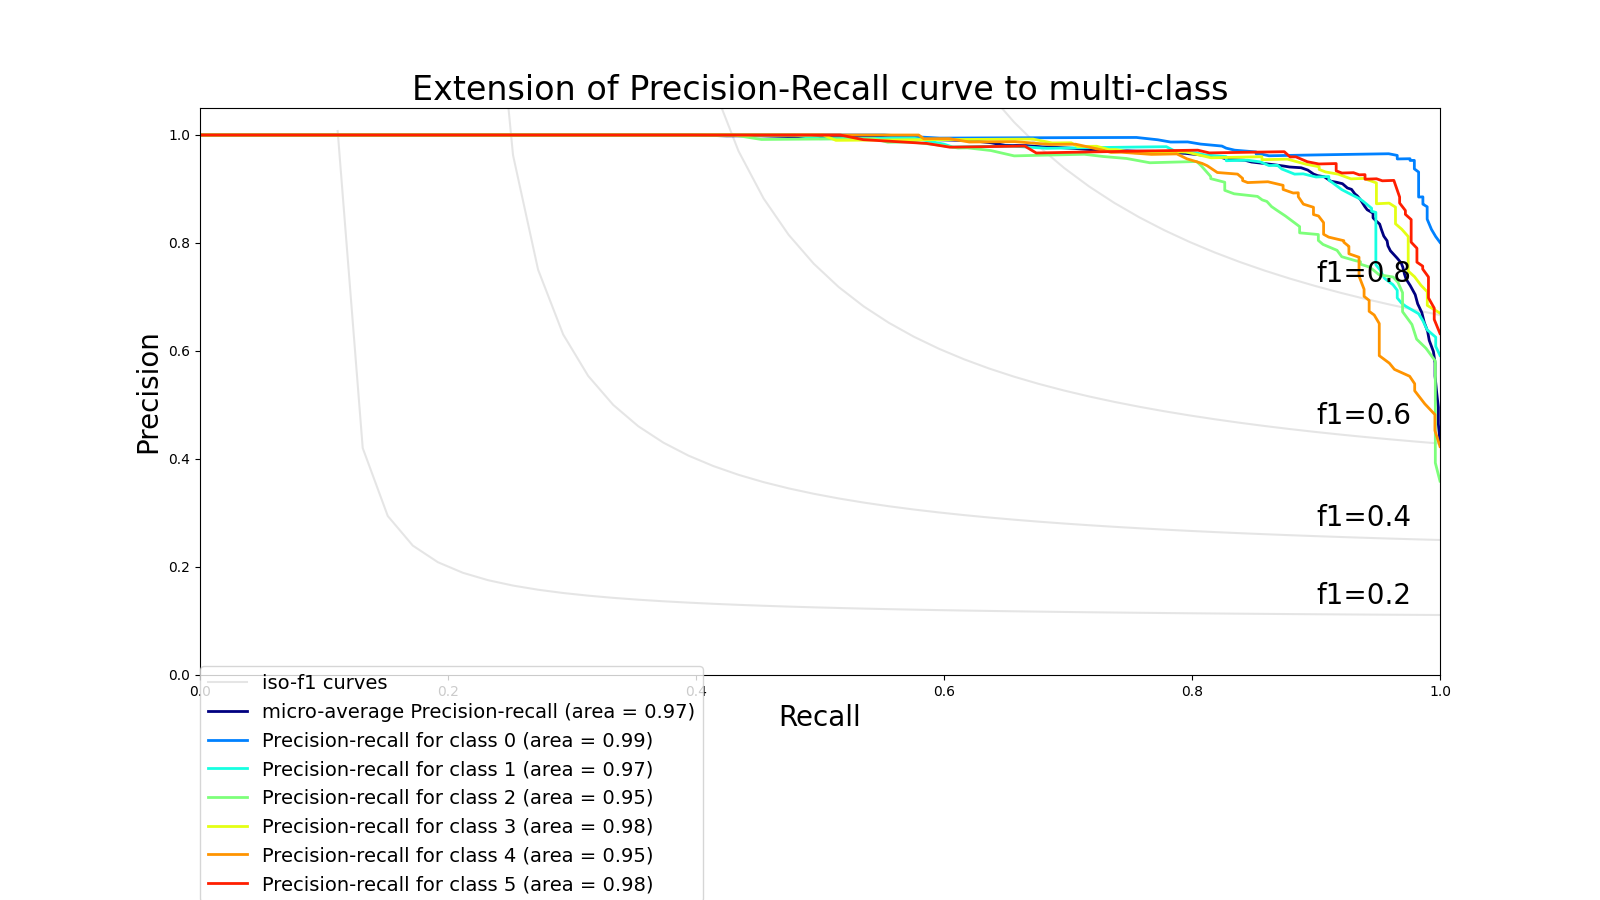 Extension of Precision-Recall curve to multi-class
1.0
0.8
0.6
0.4
0.2
0.0
Precision
f1=0.8
f1=0.6
f1=0.4
f1=0.2
0.0 0.2 0.4 0.6 0.8 1.0
Recall
iso-f1 curves
micro-average Precision-recall (area = 0.97)
Precision-recall for class 0 (area = 0.99)
Precision-recall for class 1 (area = 0.97)
Precision-recall for class 2 (area = 0.95)
Precision-recall for class 3 (area = 0.98)
Precision-recall for class 4 (area = 0.95)
Precision-recall for class 5 (area = 0.98)